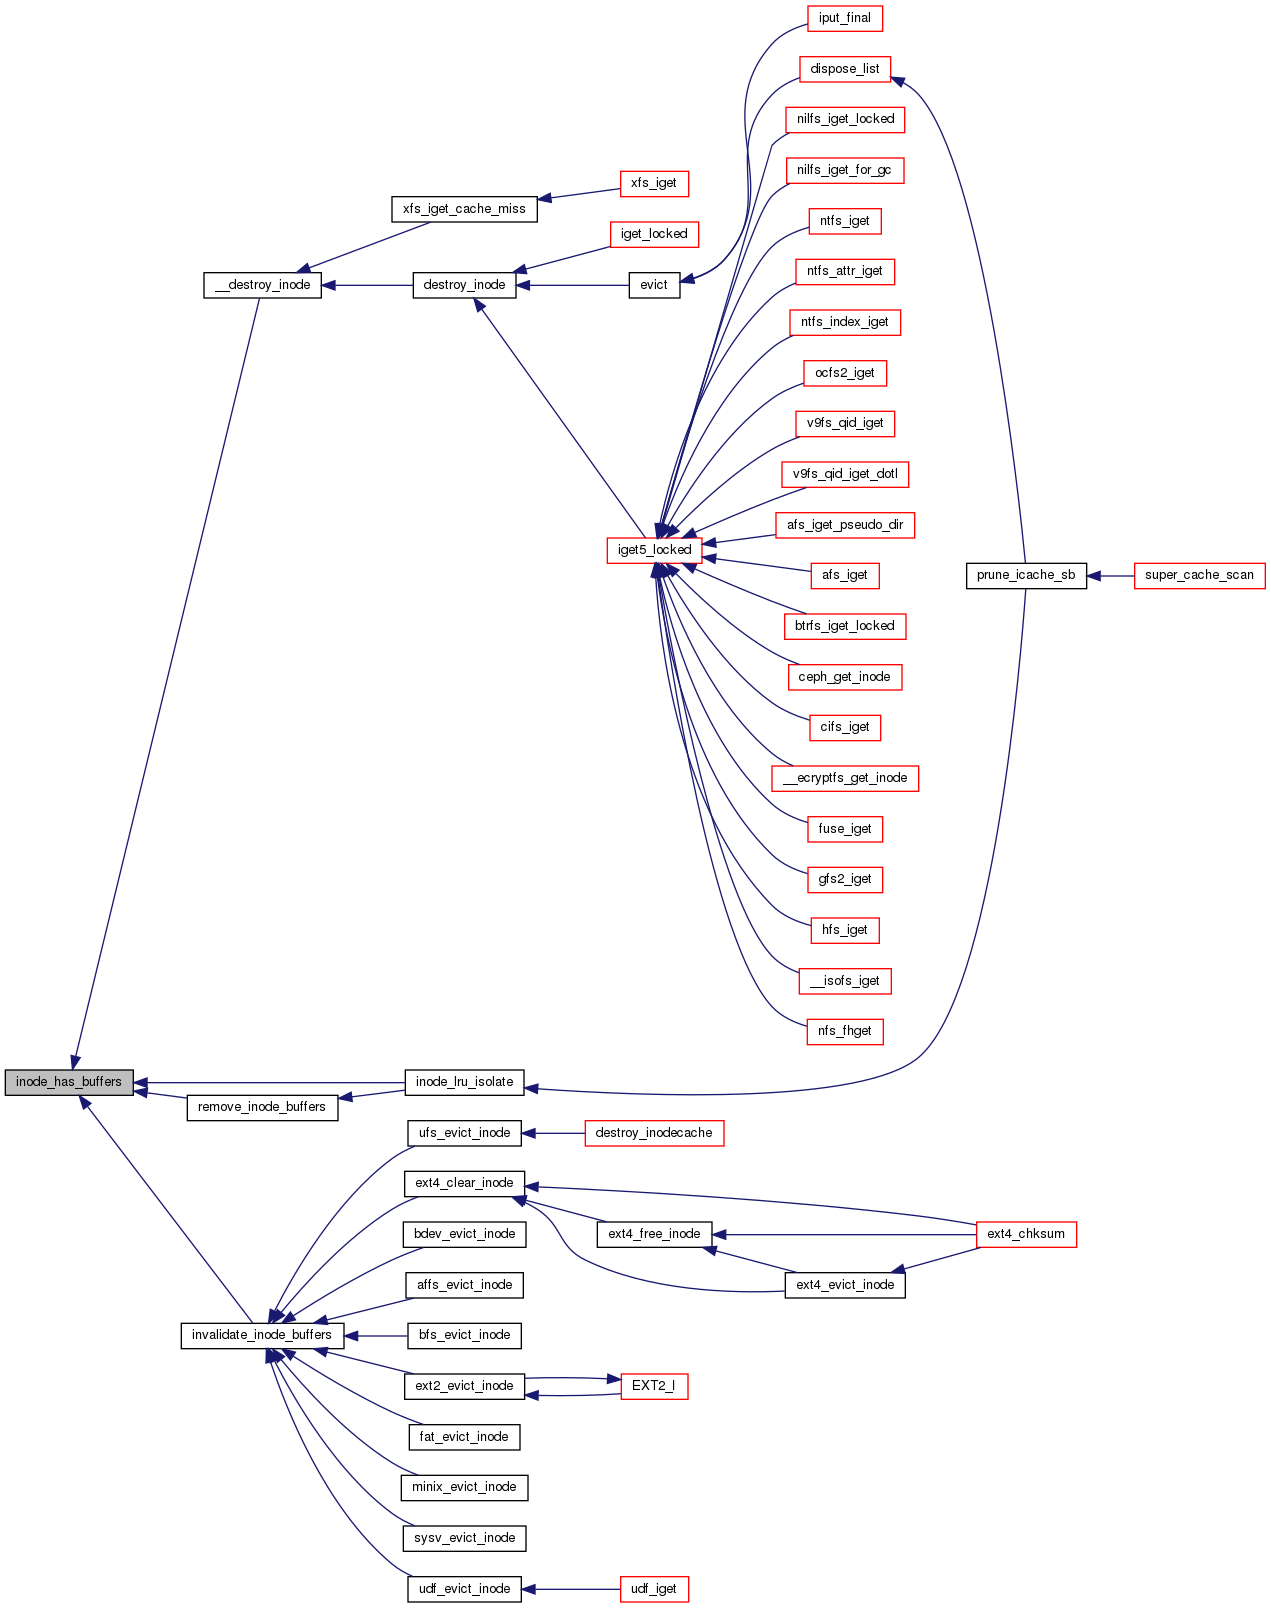 iput_final
dispose_list
nilfs_iget_locked
nilfs_iget_for_gc
xfs_iget
xfs_iget_cache_miss
ntfs_iget
iget_locked
ntfs_attr_iget
__destroy_inode
destroy_inode
evict
ntfs_index_iget
ocfs2_iget
v9fs_qid_iget
v9fs_qid_iget_dotl
afs_iget_pseudo_dir
iget5_locked
afs_iget
prune_icache_sb
super_cache_scan
btrfs_iget_locked
ceph_get_inode
cifs_iget
__ecryptfs_get_inode
fuse_iget
gfs2_iget
hfs_iget
__isofs_iget
nfs_fhget
inode_has_buffers
inode_lru_isolate
remove_inode_buffers
ufs_evict_inode
destroy_inodecache
ext4_clear_inode
bdev_evict_inode
ext4_free_inode
ext4_chksum
affs_evict_inode
ext4_evict_inode
invalidate_inode_buffers
bfs_evict_inode
ext2_evict_inode
EXT2_I
fat_evict_inode
minix_evict_inode
sysv_evict_inode
udf_evict_inode
udf_iget